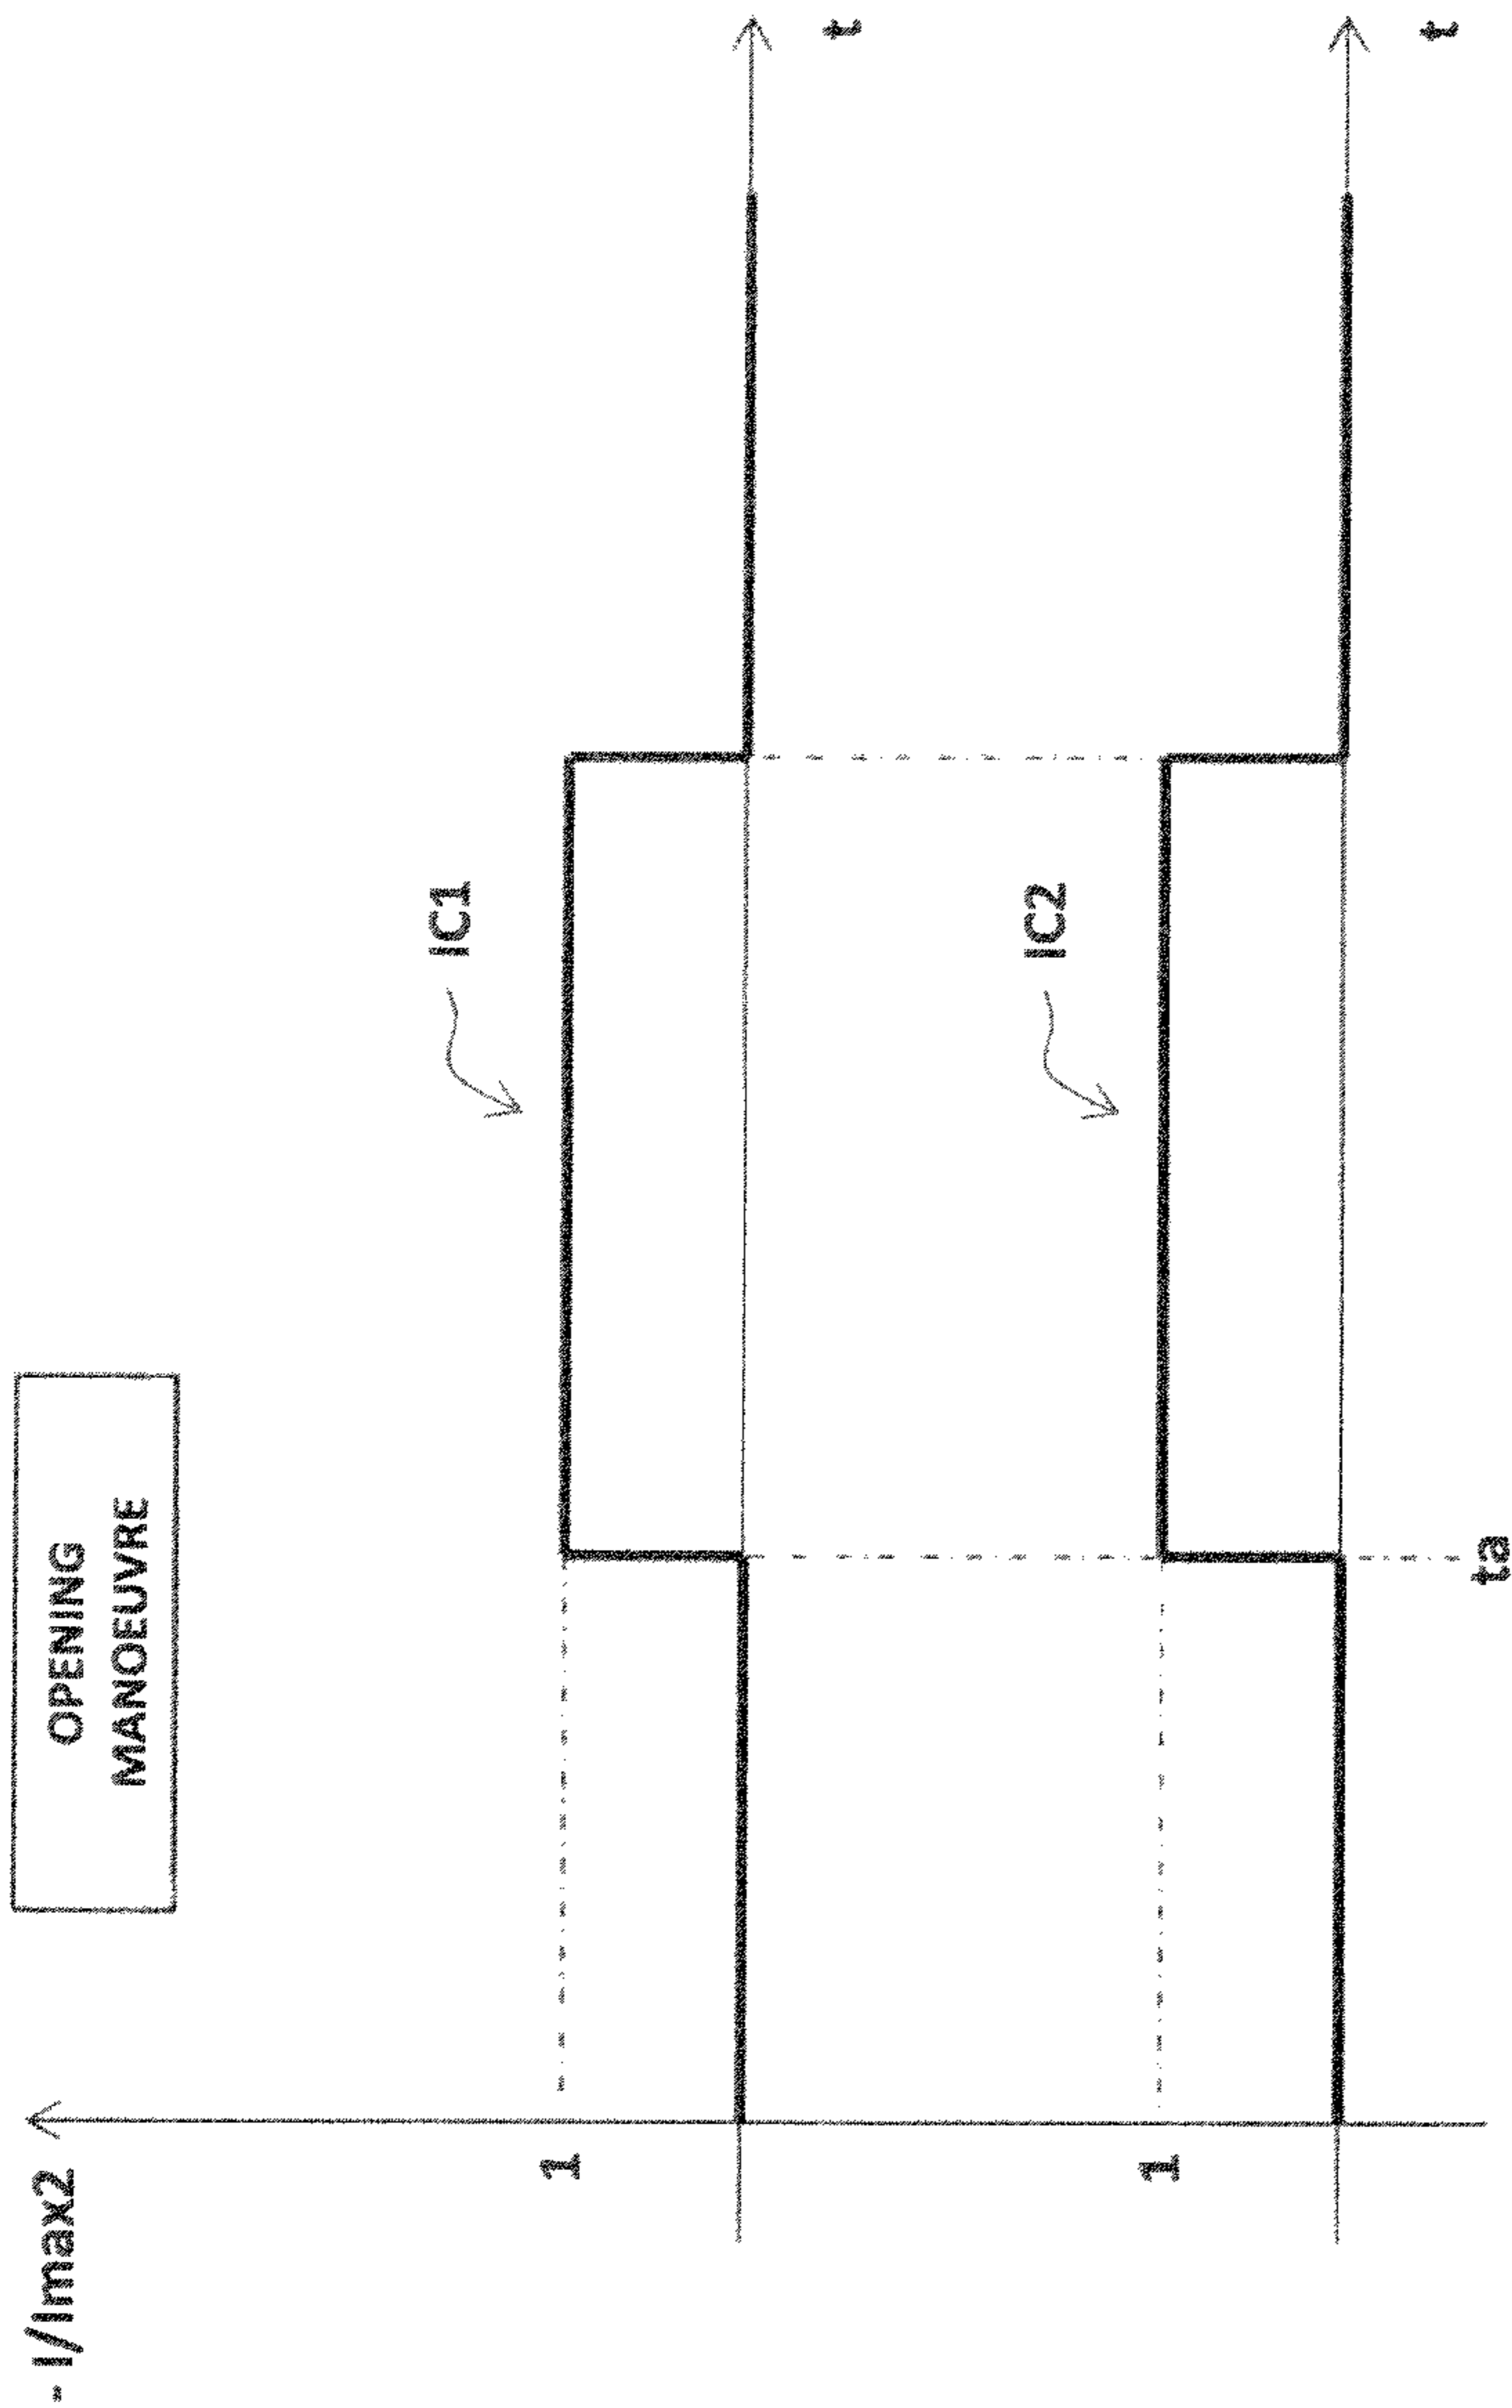 - I/Imax2
OPENING
MANOEUVRE
IC1
1
t
IC2
1
t
ta